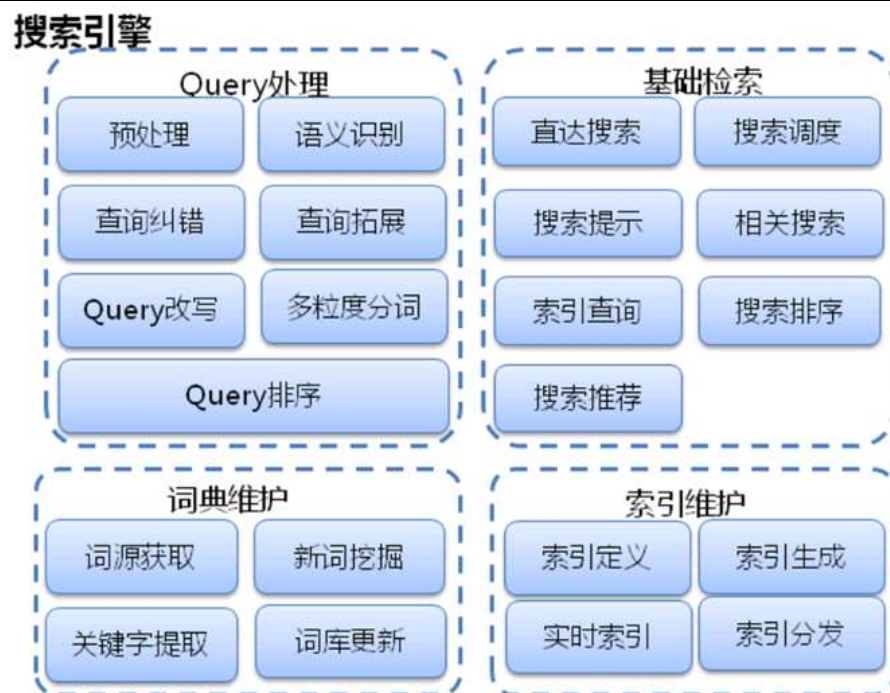 搜索引擎
Query处理
预处理
语义识别
查询纠错
查询拓展
Query改写
多粒度分词
Query排序
基础检索
直达搜索
搜索调度
搜索提示
相关搜索
索引查询
搜索排序
搜索推荐
词典维护
词源获取
新词挖掘
关键字提取
词库更新
索引维护
索引定义
索引生成
实时索引
索引分发